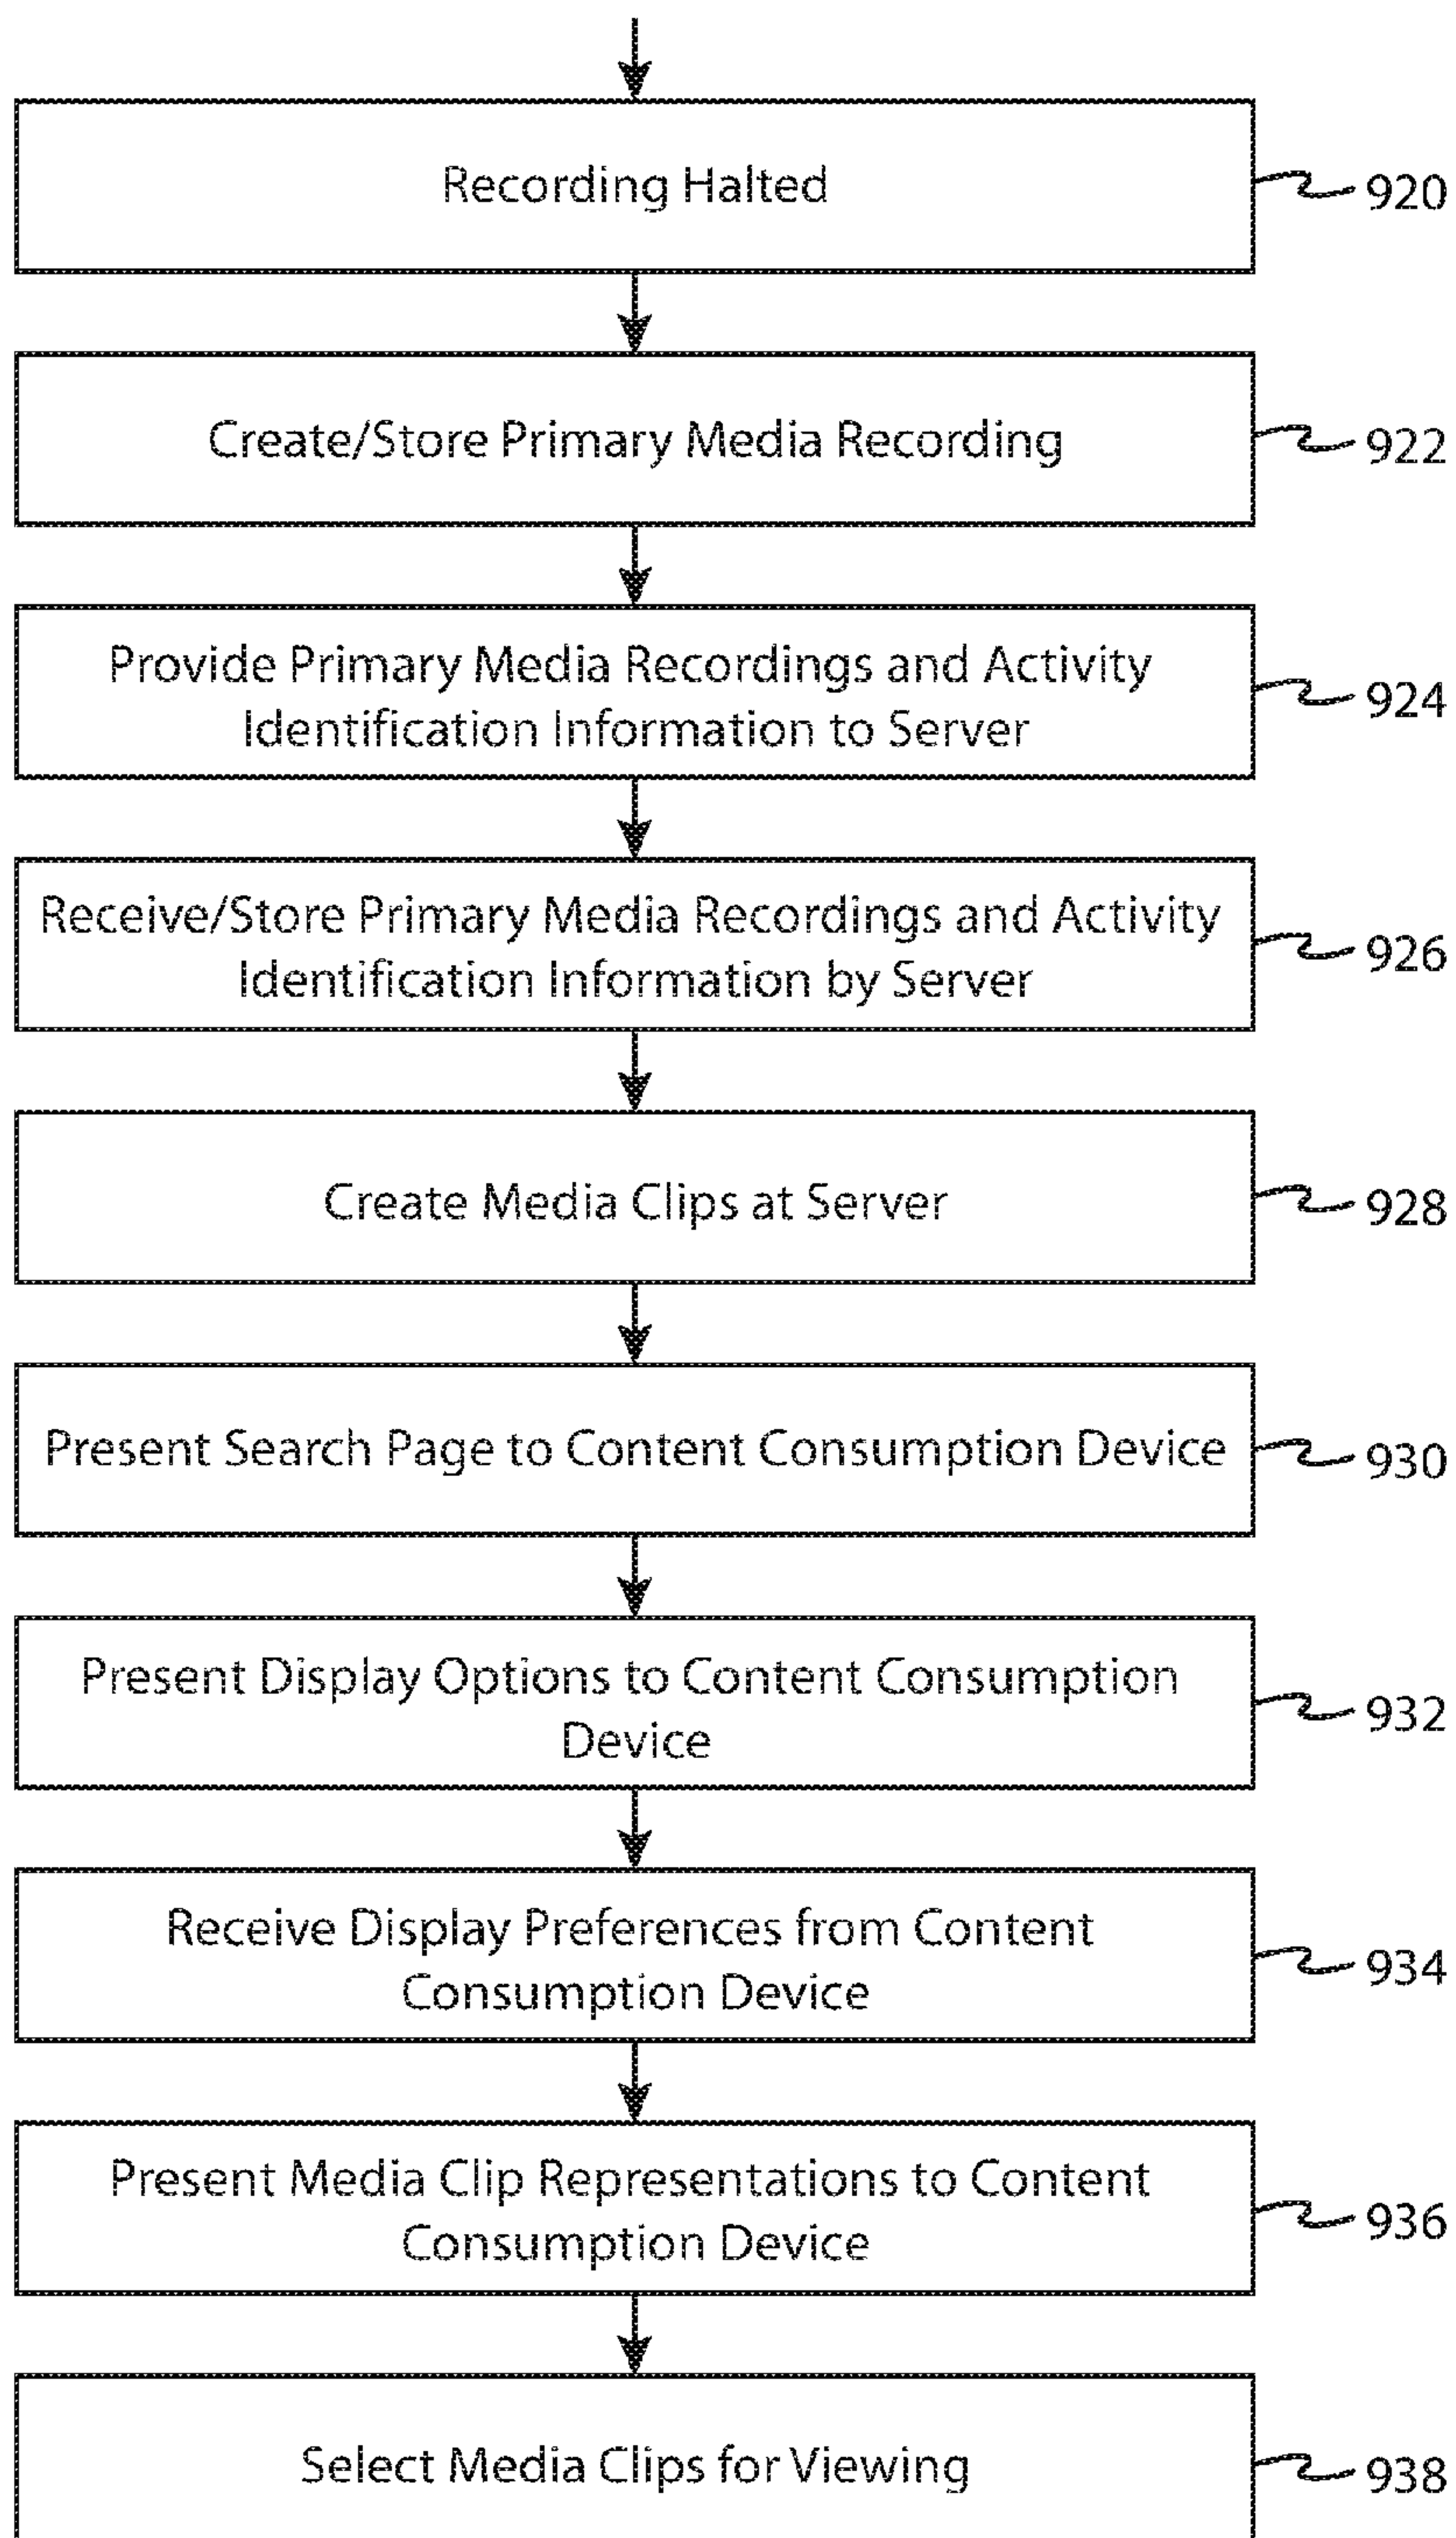 Recording Halted
920
Create/Store Primary Media Recording
922
Provide Primary Media Recordings and Activity
Identification Information to Server
924
Receive/Store Primary Media Recordings and Activity
Identification Information by Server
926
Create Media Clips at Server
928
Present Search Page to Content Consumption Device
930
Present Display Options to Content Consumption
Device
932
Receive Display Preferences from Content
Consumption Device
934
Present Media Clip Representations to Content
Consumption Device
936
Select Media Clips for Viewing
938